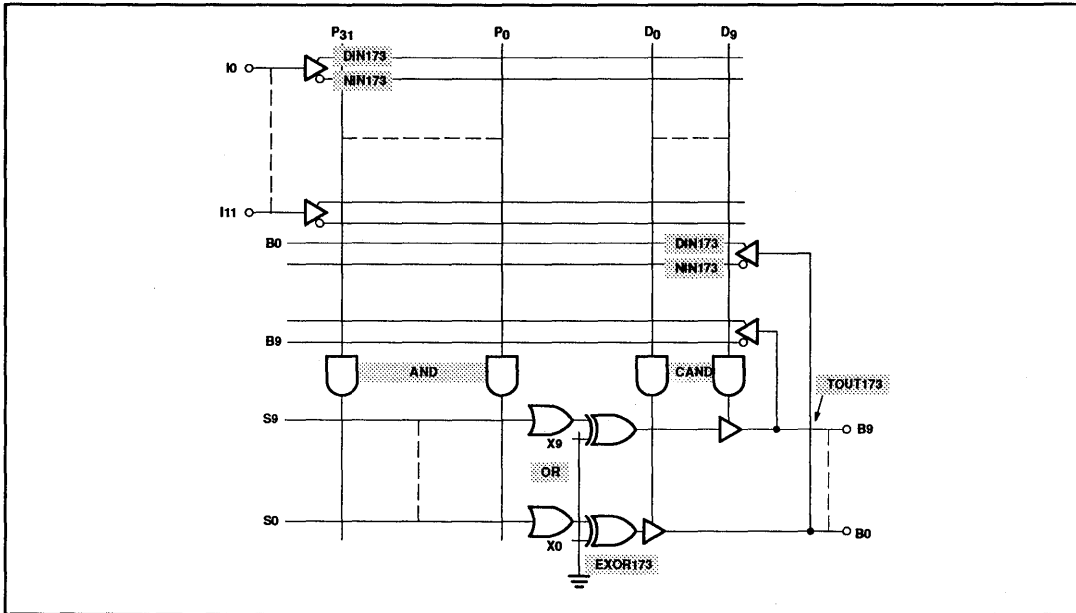 P31 P0 D0 D9
DIN173
I0
NIN173
I11
B0 DIN173
NIN173
B9
AND CAND
TOUT173
S9
X9 B9
OR
S0
X0 B0
EXOR173